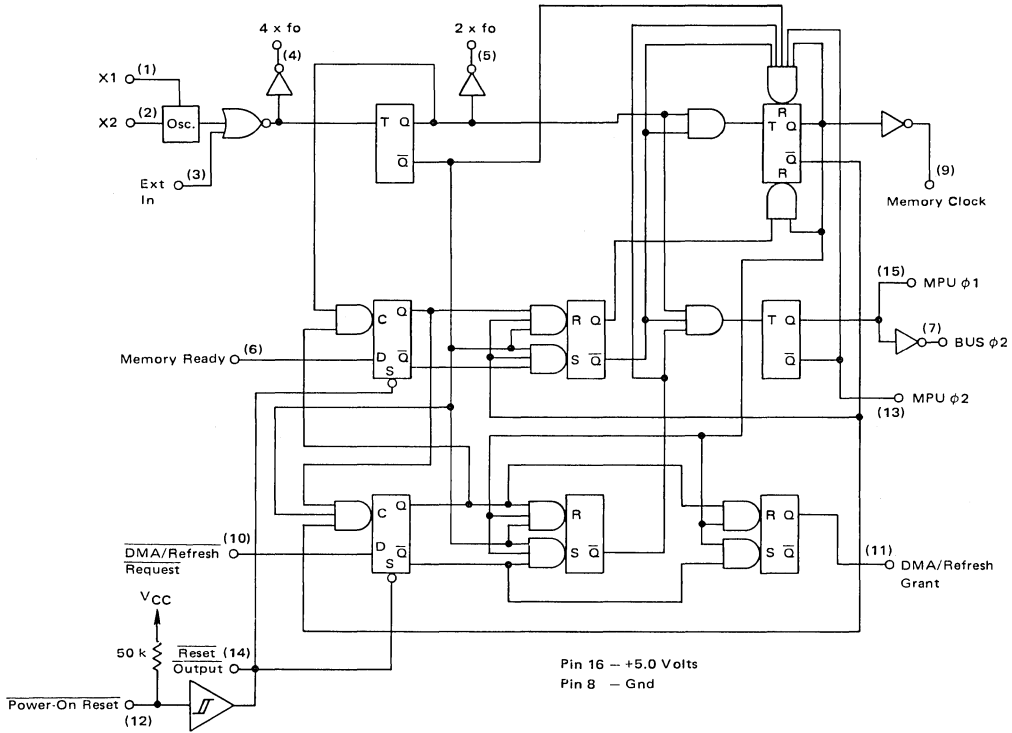 4 x fo
2 x fo
(4)
(5)
X1
(1)
X2
(2)
Osc.
(3)
Ext
In
T Q
Q̅
R
T Q
Q̅
R
(9)
Memory Clock
(15)
MPU ϕ1
(7)
BUS ϕ2
MPU ϕ2
(13)
C
Q
D Q̅
S
Memory Ready
(6)
R Q
S Q̅
T Q
Q̅
C
Q
D
Q̅
S
R
S Q̅
R Q
S Q̅
(10)
DMA/Refresh
Request
(11)
DMA/Refresh
Grant
VCC
50 k
Reset
(14)
Output
Power-On Reset
(12)
Pin 16 – +5.0 Volts
Pin 8 – Gnd